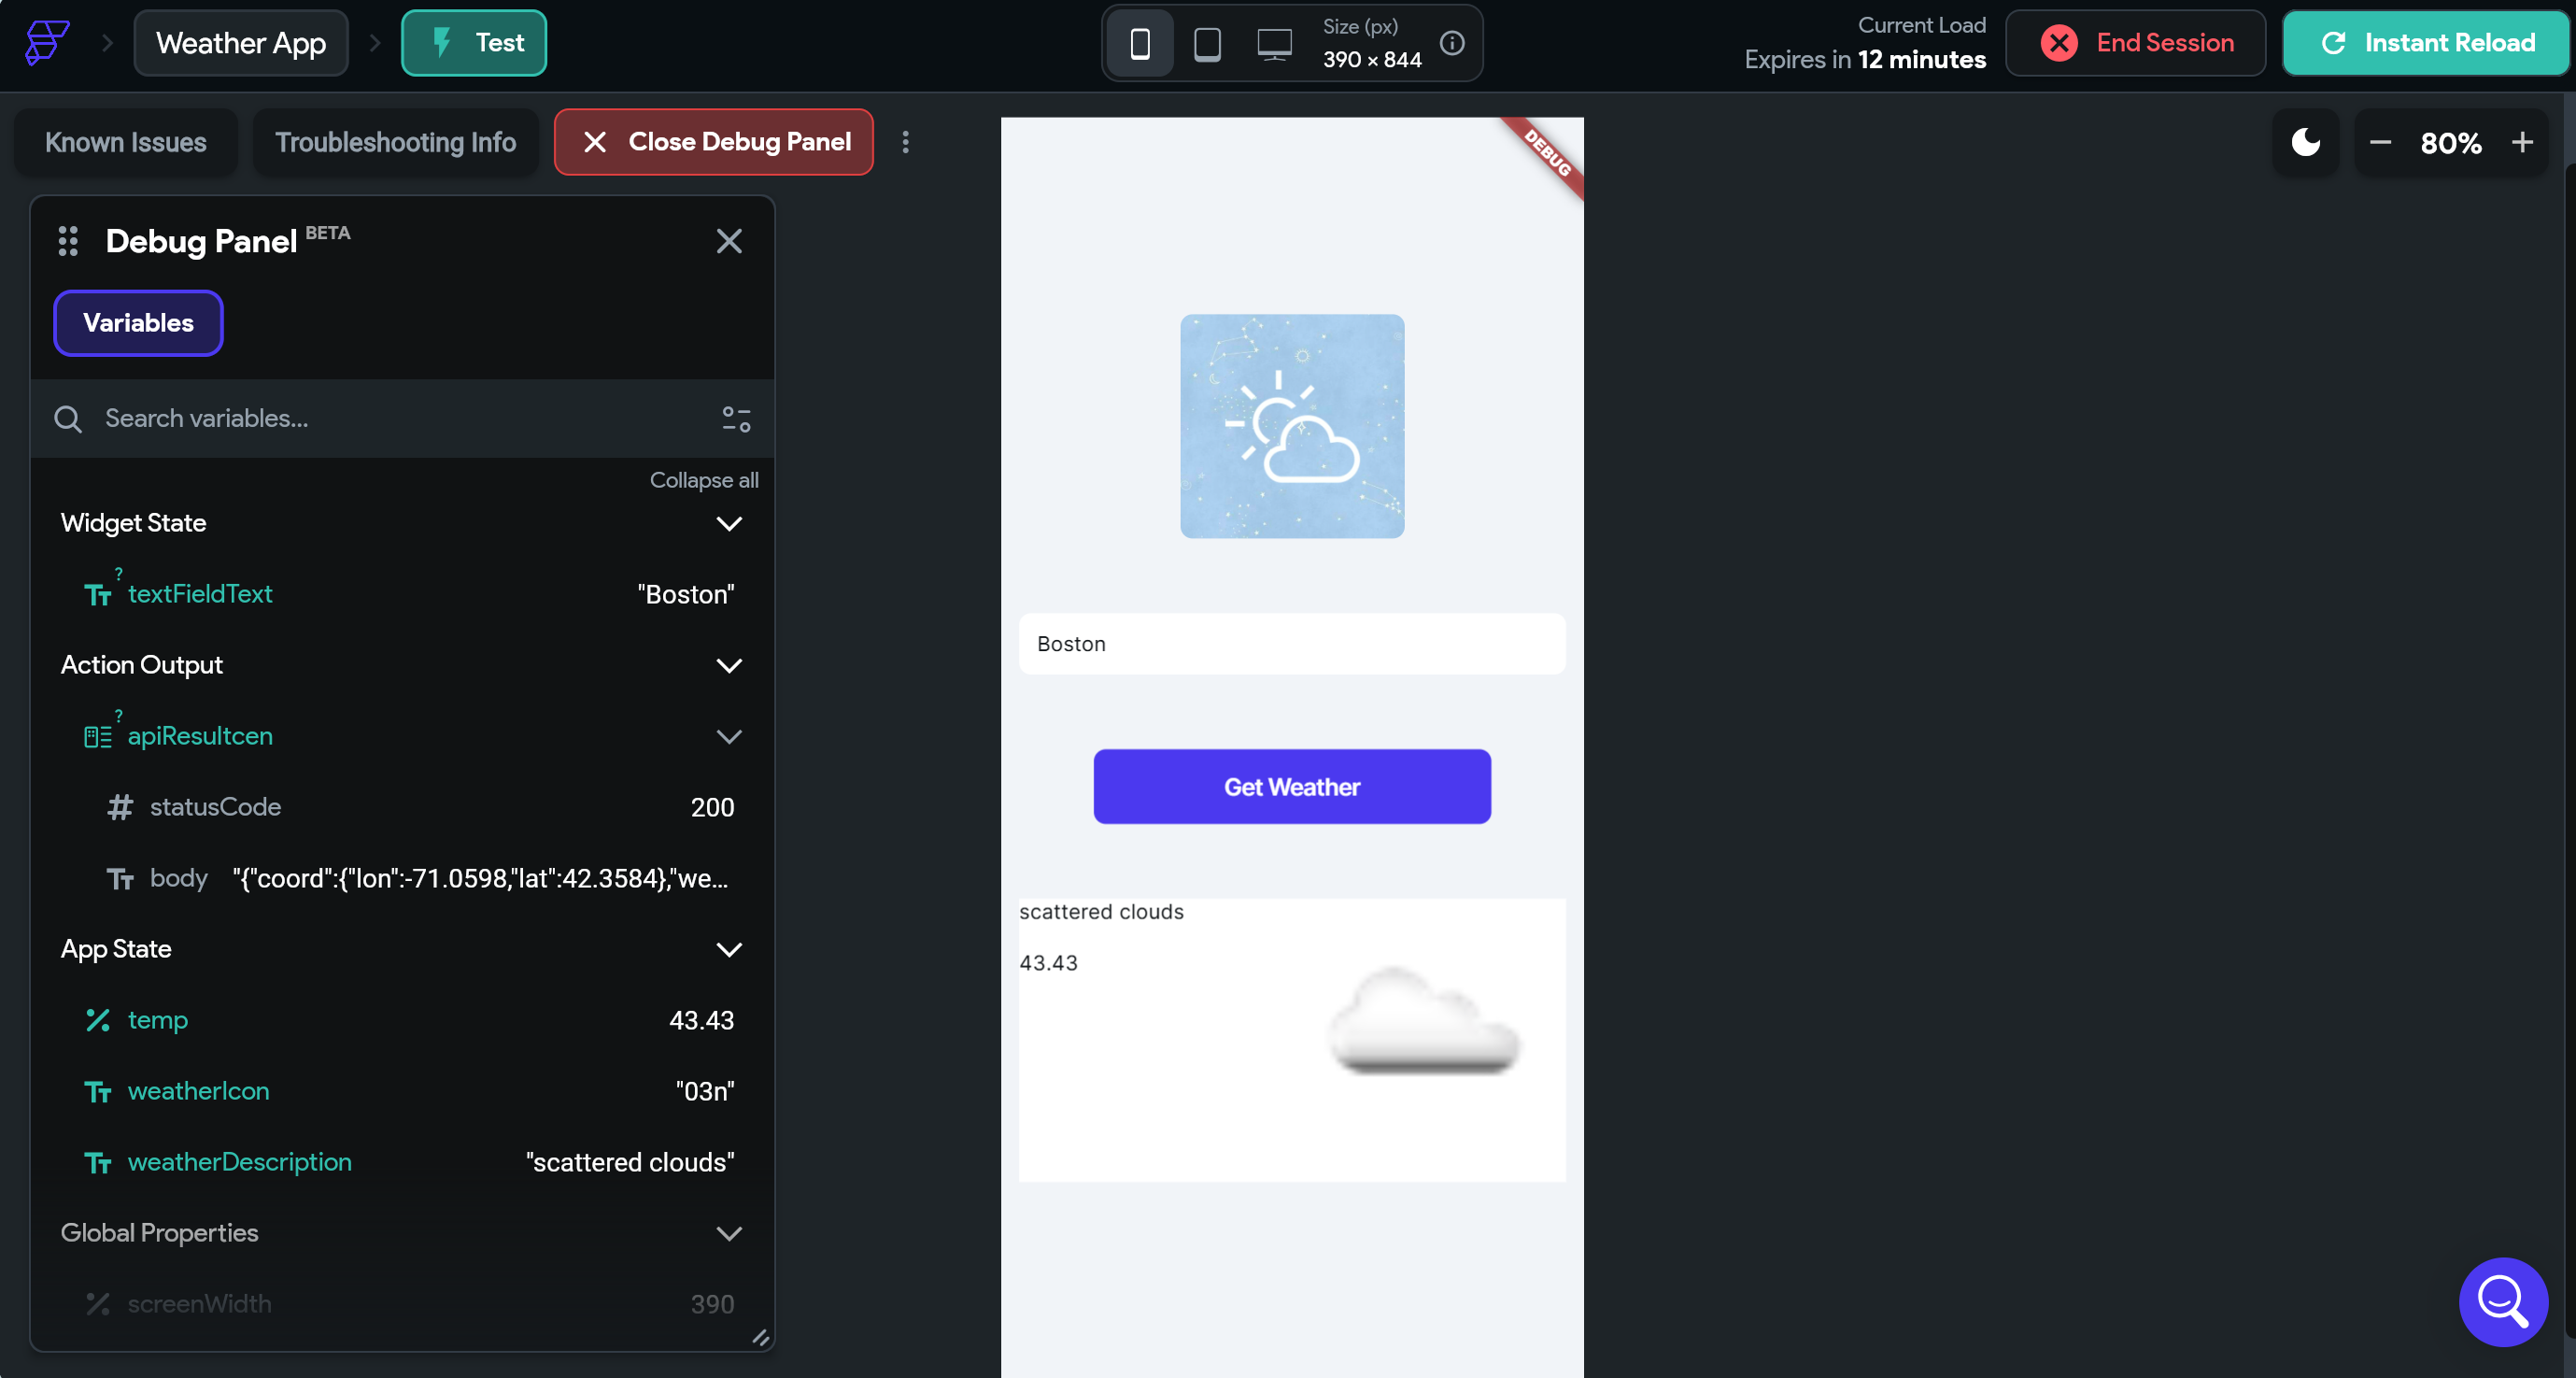 Weather App
Test
Size (px)
390 × 844
Current Load
Expires in 12 minutes
End Session
Instant Reload
Known Issues
Troubleshooting Info
Close Debug Panel
80%
Debug Panel BETA
Variables
Search variables...
Collapse all
Widget State
? textFieldText "Boston"
Action Output
? apiResultcen
# statusCode 200
body "{"coord":{"lon":-71.0598,"lat":42.3584},"we...
App State
temp 43.43
weatherIcon "03n"
weatherDescription "scattered clouds"
Global Properties
screenWidth 390
DEBUG
Boston
Get Weather
scattered clouds
43.43